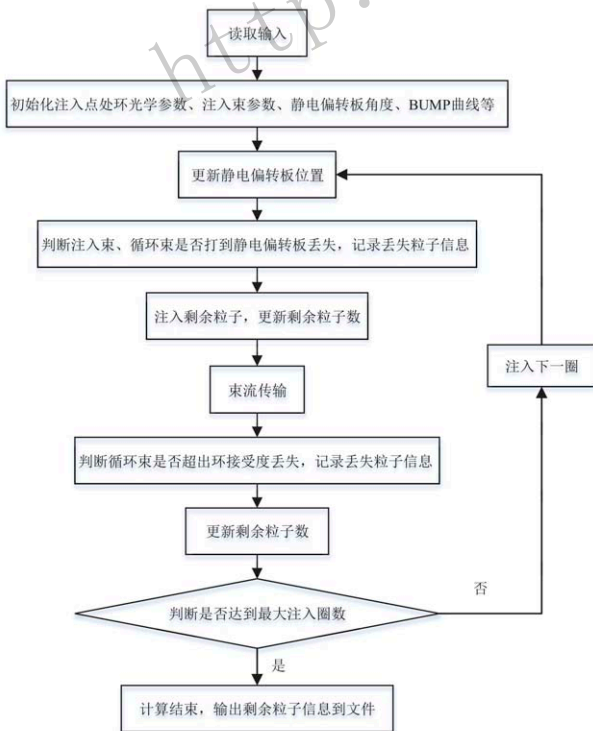 http:
读取输入
初始化注入点处环光学参数、注入束参数、静电偏转板角度、BUMP曲线等
更新静电偏转板位置
判断注入束、循环束是否打到静电偏转板丢失，记录丢失粒子信息
注入剩余粒子，更新剩余粒子数
注入下一圈
束流传输
判断循环束是否超出环接受度丢失，记录丢失粒子信息
更新剩余粒子数
否
判断是否达到最大注入圈数
是
计算结束，输出剩余粒子信息到文件